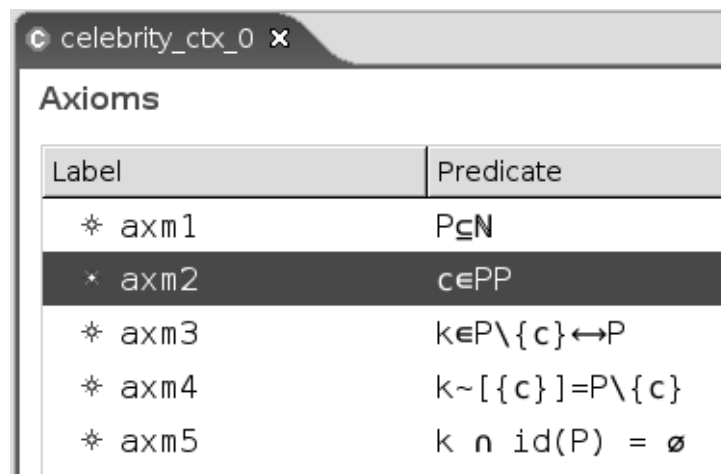 celebrity_ctx_0
Axioms
Label Predicate
axm1 P⊆ℕ
axm2 c∈PP
axm3 k∈P\{c}↔P
axm4 k~[{c}]=P\{c}
axm5 k ∩ id(P) = ∅